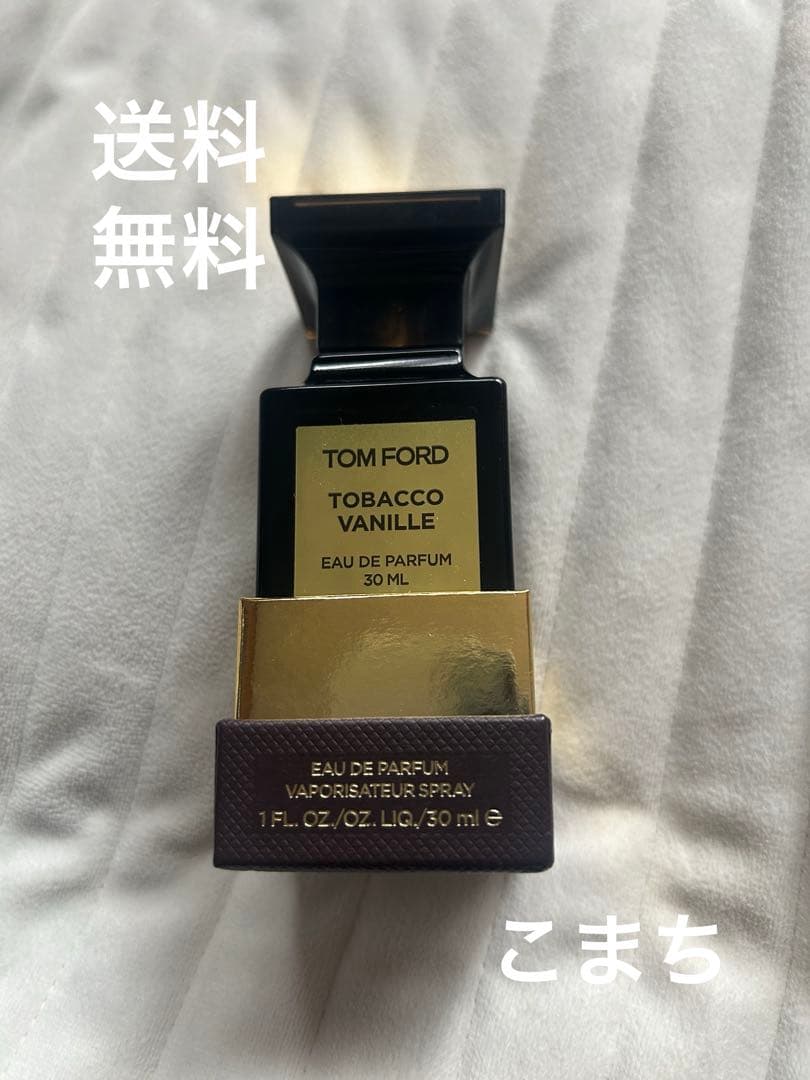 送料
無料
TOM FORD
TOBACCO
VANILLE
EAU DE PARFUM
30 ML
EAU DE PARFUM
VAPORISATEUR SPRAY
1 FL. OZ./OZ. LIQ./30 ml ℮
こまち